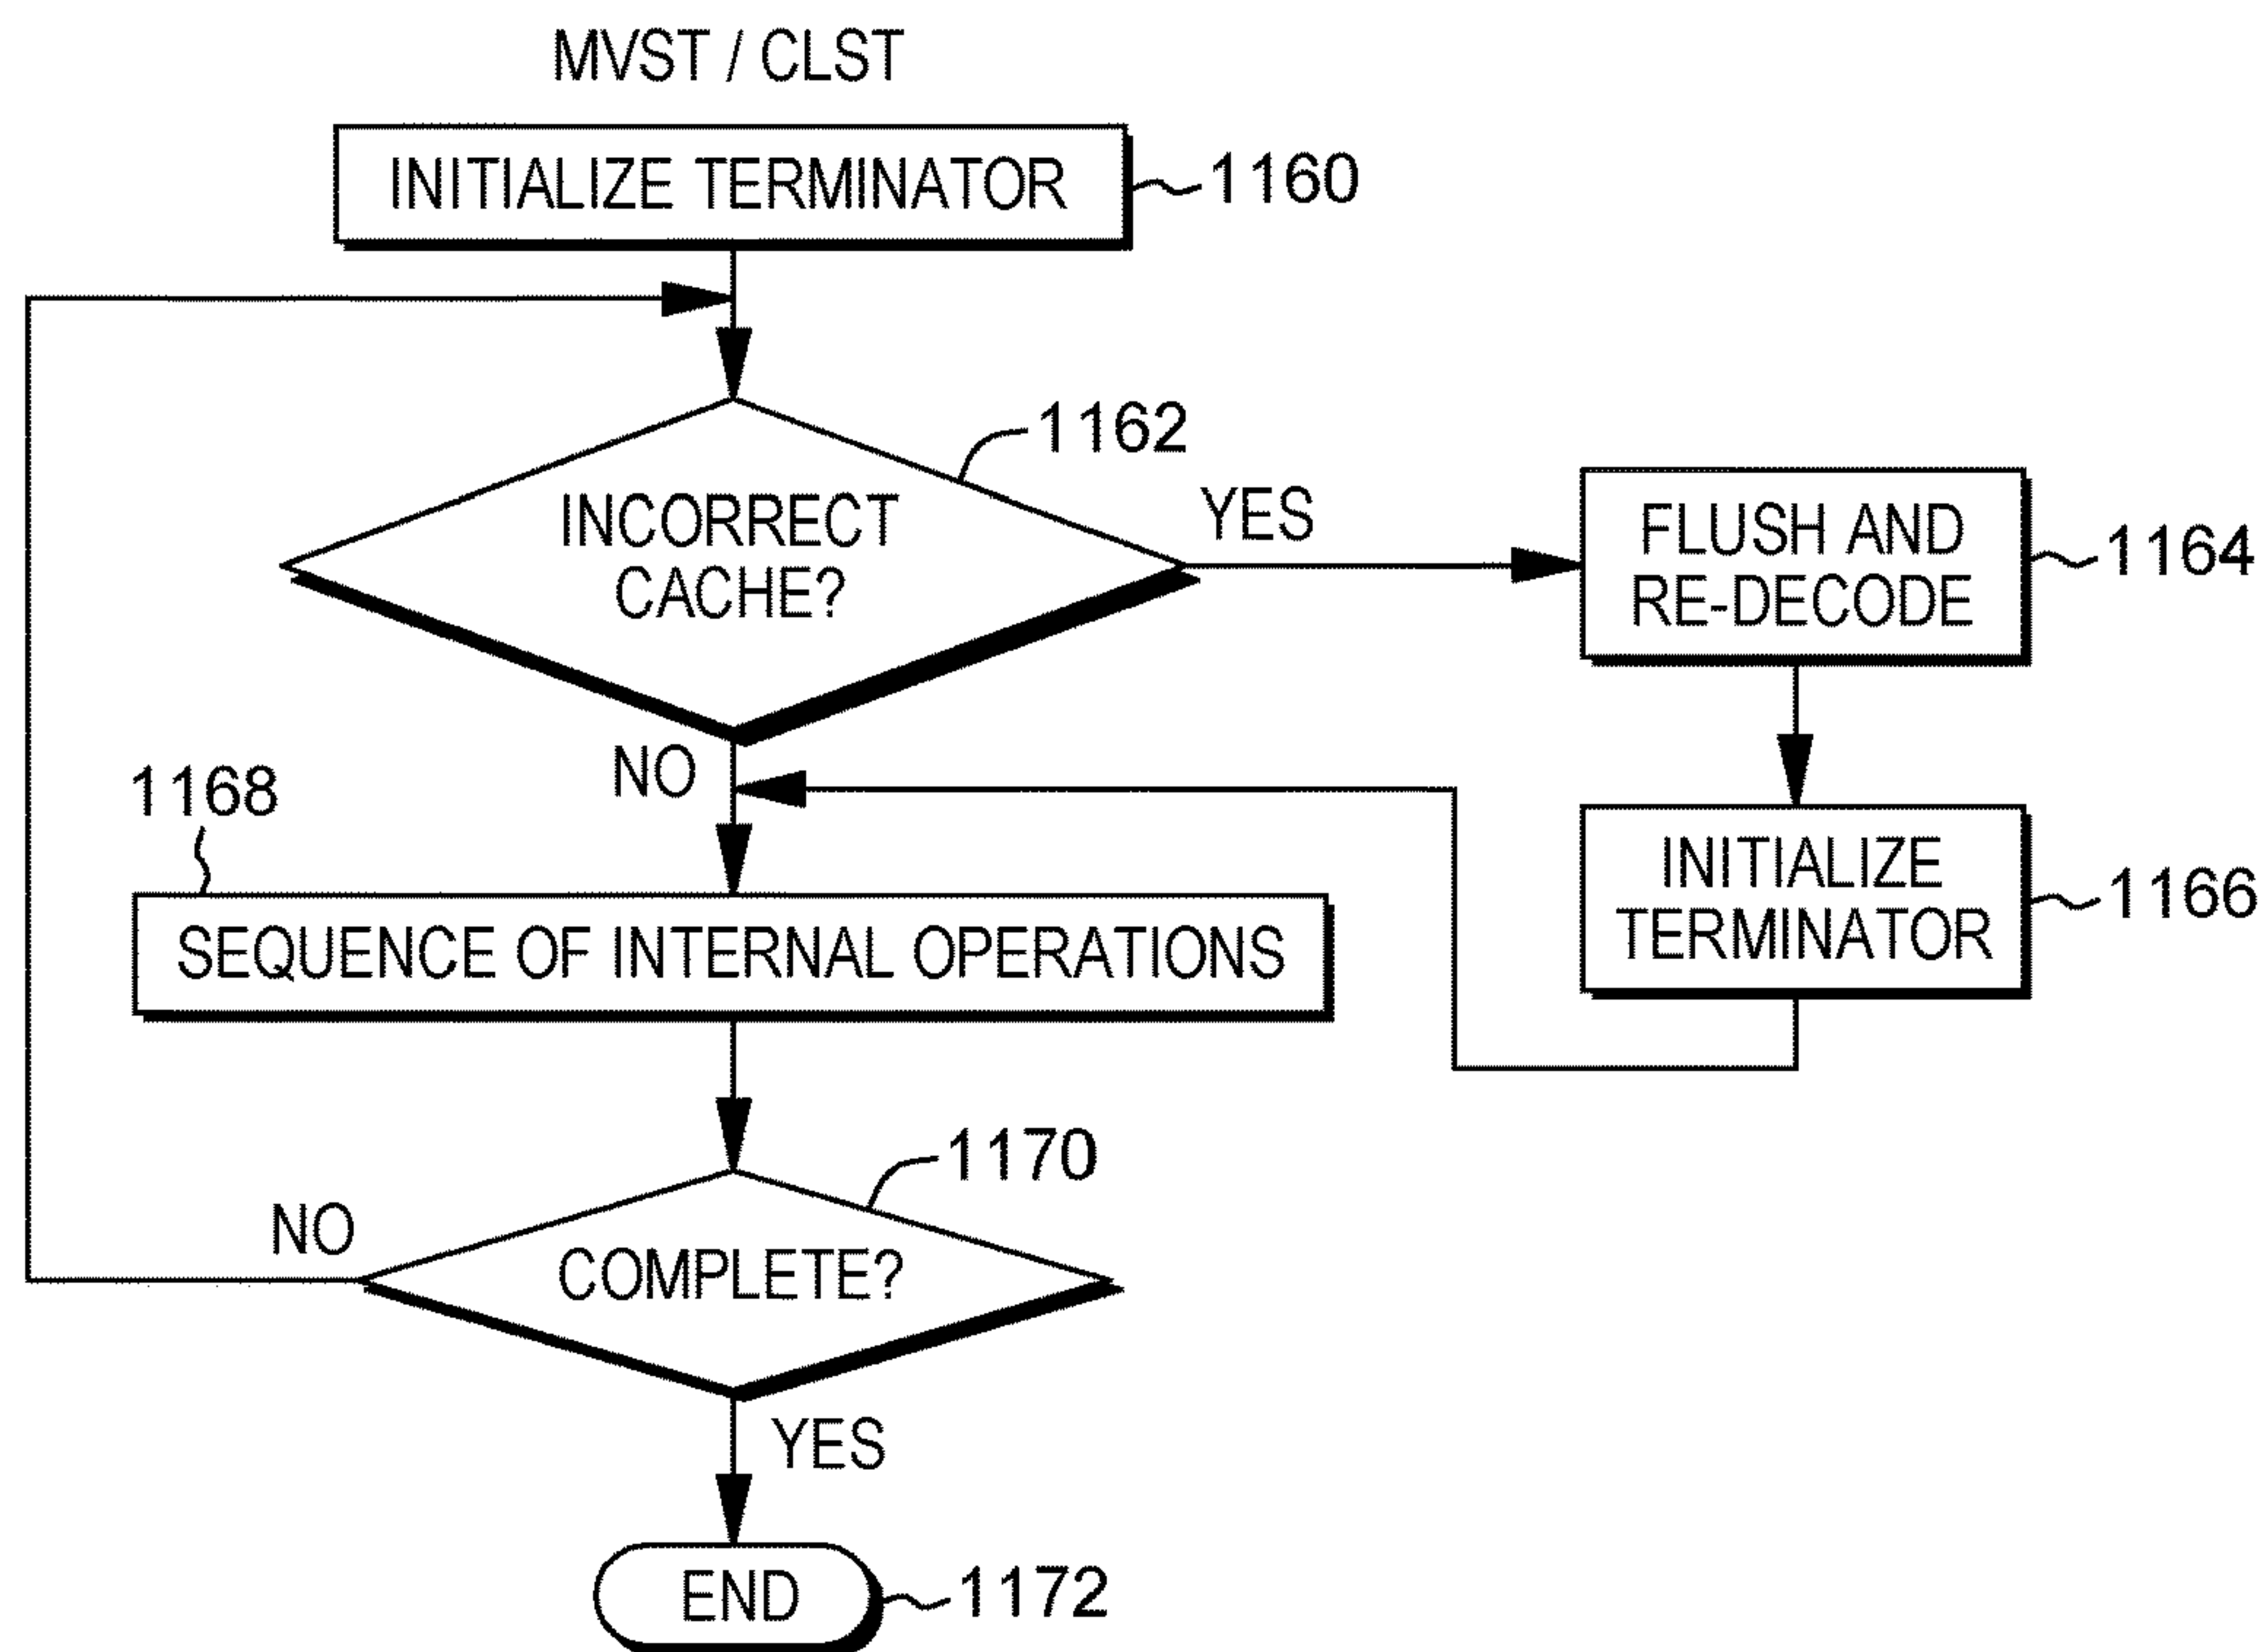 MVST / CLST
INITIALIZE TERMINATOR
1160
1162
INCORRECT
CACHE?
YES
FLUSH AND
RE-DECODE
1164
NO
INITIALIZE
TERMINATOR
1166
1168
SEQUENCE OF INTERNAL OPERATIONS
1170
NO
COMPLETE?
YES
END
1172